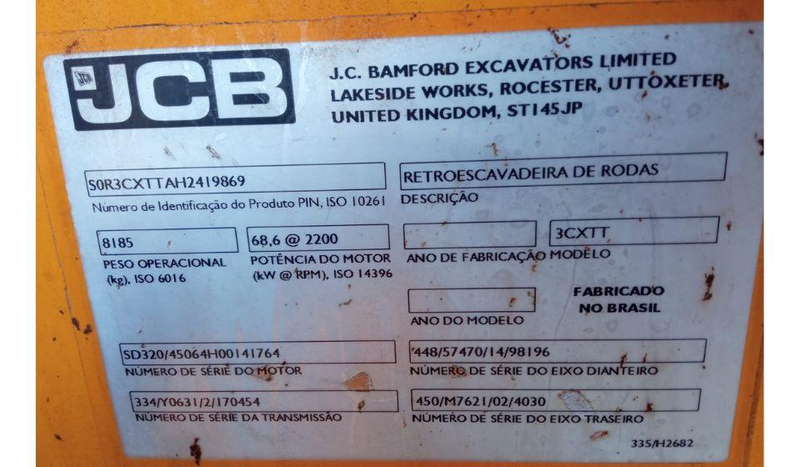 JCB JCB
J.C. BAMFORD EXCAVATORS LIMITED
LAKESIDE WORKS, ROCESTER, UTTOXETER,
UNITED KINGDOM, ST145JP
S0R3CXTTAH2419869
Número de Identificação do Produto PIN, ISO 10261
RETROESCAVADEIRA DE RODAS
DESCRIÇÃO
8185
PESO OPERACIONAL
(kg), ISO 6016
68,6 @ 2200
POTÊNCIA DO MOTOR
(kW @ RPM), ISO 14396
ANO DE FABRICAÇÃO
3CXTT
MODELO
ANO DO MODELO
FABRICADO
NO BRASIL
SD320/45064H00141764
NÚMERO DE SÉRIE DO MOTOR
448/57470/14/98196
NÚMERO DE SÉRIE DO EIXO DIANTEIRO
334/Y0631/2/170454
NÚMERO DE SÉRIE DA TRANSMISSÃO
450/M7621/02/4030
NÚMERO DE SÉRIE DO EIXO TRASEIRO
335/H2682